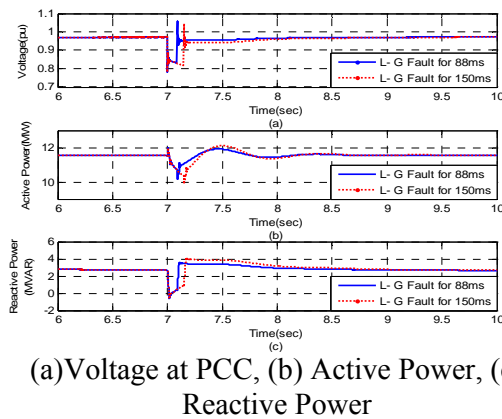 1.1
1
0.9
0.8
0.7
Voltage(pu)
L- G Fault for 88ms
L- G Fault for 150ms
6 6.5 7 7.5 8 8.5 9 9.5 10
Time(sec)
(a)
12
10
Active Power(MW)
L- G Fault for 88ms
L- G Fault for 150ms
6 6.5 7 7.5 8 8.5 9 9.5 10
Time(sec)
(b)
6
4
2
0
-2
Reactive Power
(MVAR)
L- G Fault for 88ms
L- G Fault for 150ms
6 6.5 7 7.5 8 8.5 9 9.5 10
Time(sec)
(c)
(a)Voltage at PCC, (b) Active Power, (
Reactive Power